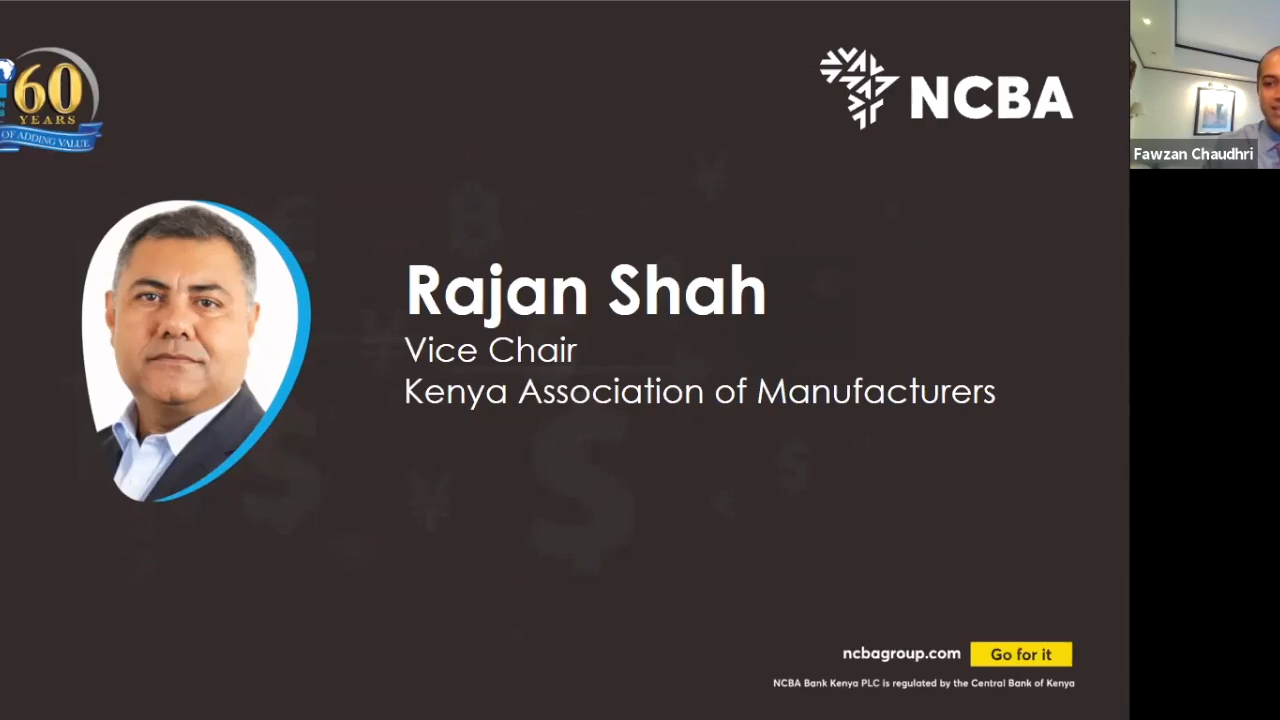 60
YEARS
OF ADDING VALUE
NCBA
Fawzan Chaudhri
Rajan Shah
Vice Chair
Kenya Association of Manufacturers
ncbagroup.com
Go for it
NCBA Bank Kenya PLC is regulated by the Central Bank of Kenya